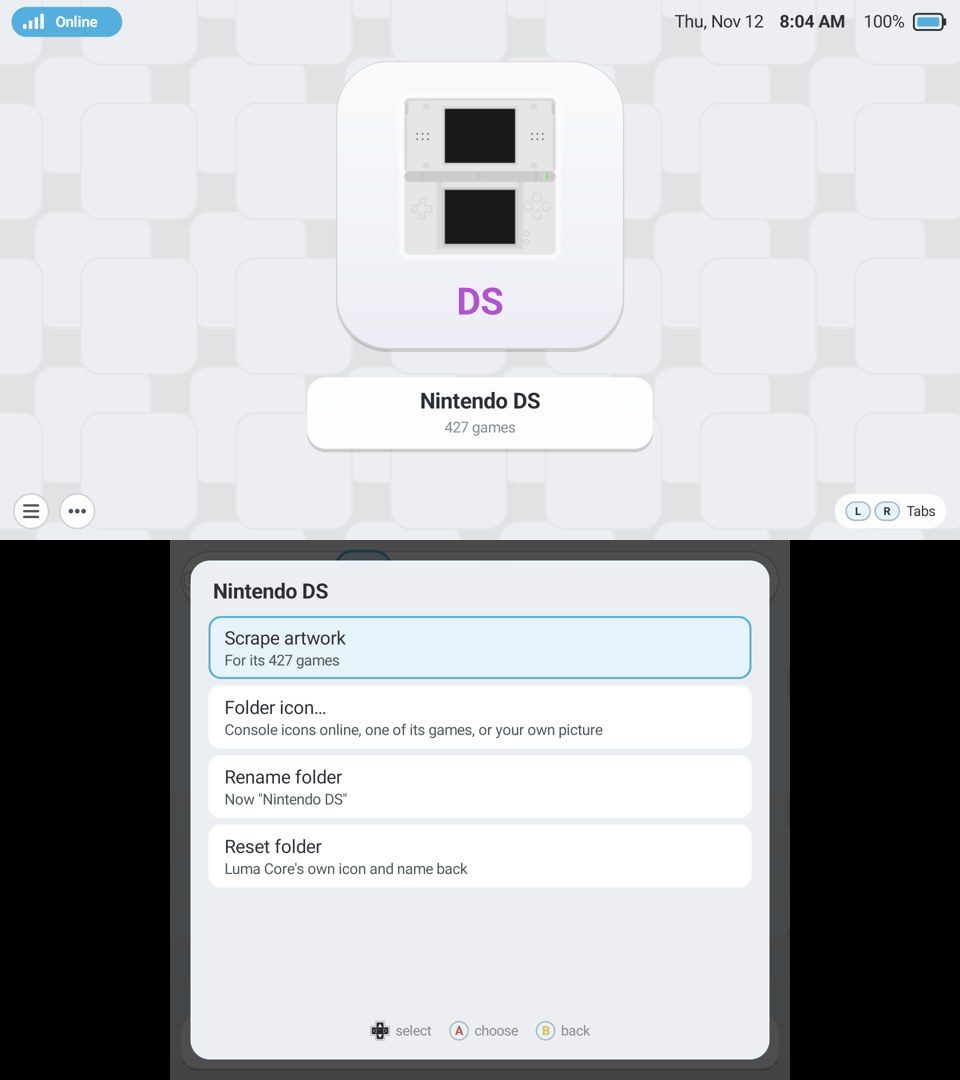 Online
Thu, Nov 12 8:04 AM 100%
DS
Nintendo DS
427 games
L R Tabs
Nintendo DS
Scrape artwork
For its 427 games
Folder icon...
Console icons online, one of its games, or your own picture
Rename folder
Now "Nintendo DS"
Reset folder
Luma Core's own icon and name back
select A choose B back